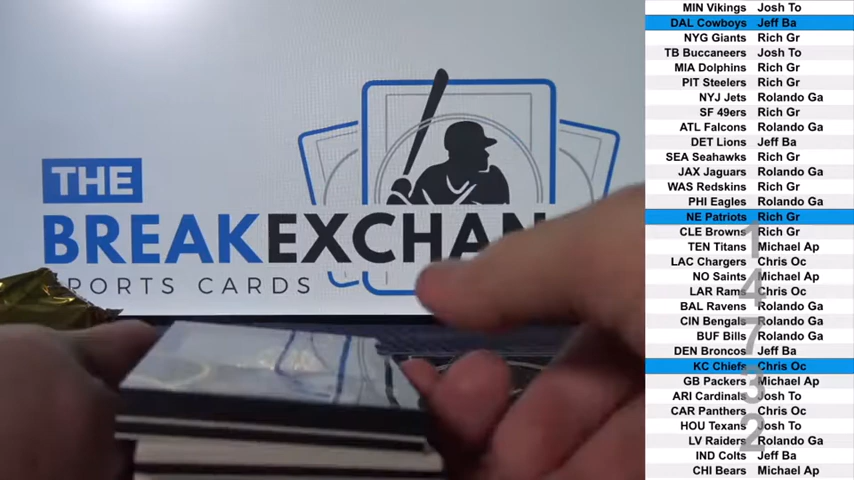 THE
BREAKEXCHAN
PORTS CARDS
MIN Vikings Josh To
DAL Cowboys Jeff Ba
NYG Giants Rich Gr
TB Buccaneers Josh To
MIA Dolphins Rich Gr
PIT Steelers Rich Gr
NYJ Jets Rolando Ga
SF 49ers Rich Gr
ATL Falcons Rolando Ga
DET Lions Jeff Ba
SEA Seahawks Rich Gr
JAX Jaguars Rolando Ga
WAS Redskins Rich Gr
PHI Eagles Rolando Ga
NE Patriots Rich Gr
CLE Browns Rich Gr
TEN Titans Michael Ap
LAC Chargers Chris Oc
NO Saints Michael Ap
LAR Rams Chris Oc
BAL Ravens Rolando Ga
CIN Bengals Rolando Ga
BUF Bills Rolando Ga
DEN Broncos Jeff Ba
KC Chiefs Chris Oc
GB Packers Michael Ap
ARI Cardinals Josh To
CAR Panthers Chris Oc
HOU Texans Josh To
LV Raiders Rolando Ga
IND Colts Jeff Ba
CHI Bears Michael Ap
1
4
7
3
2